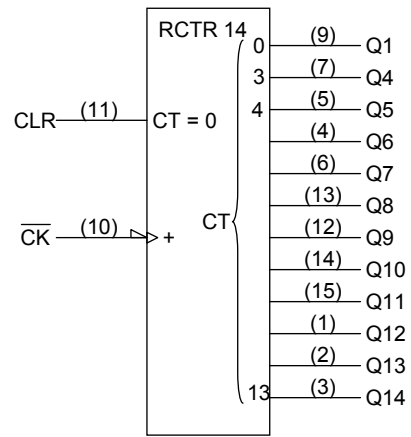 RCTR 14
0 (9) Q1
3 (7) Q4
4 (5) Q5
CLR (11) CT = 0
(4) Q6
(6) Q7
(13) Q8
CT
(12) Q9
C̅K̅ (10) +
(14) Q10
(15) Q11
(1) Q12
(2) Q13
13 (3) Q14